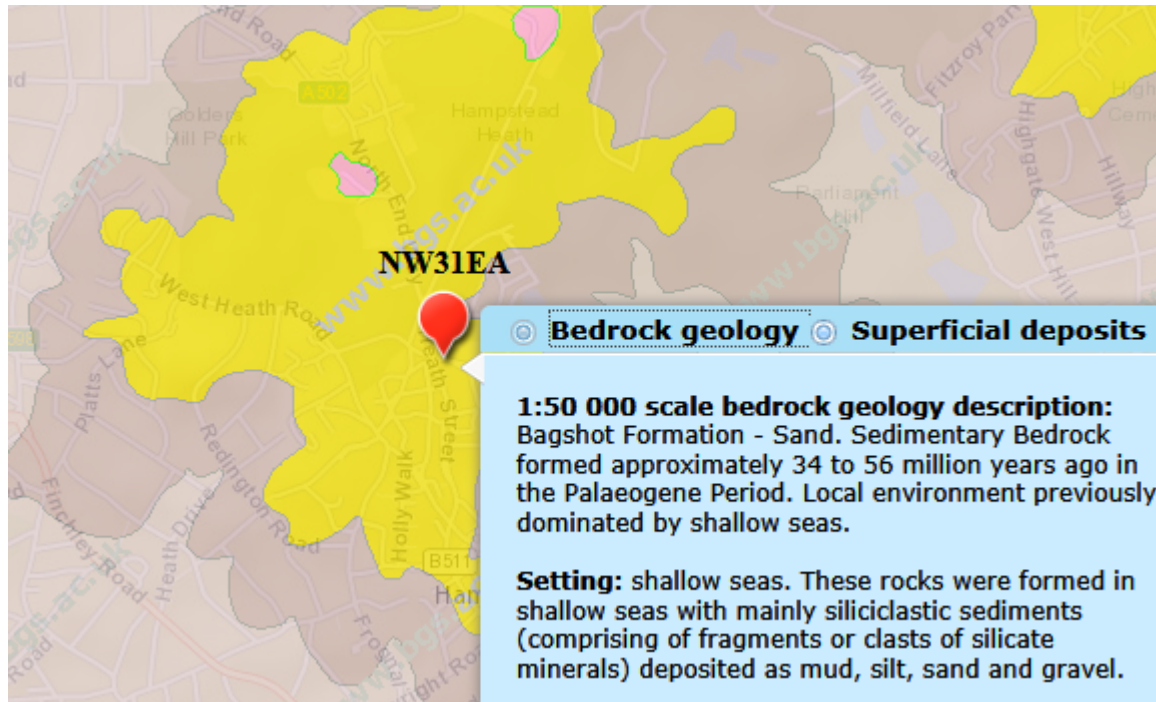 A502
Golders
Hill Park
Hampstead
Heath
North End Way
Millfield Lane
Fitzroy Par
High
Ceme
Highgate West Hill
Hillway
Parliament
Hill
www.bgs.ac.uk
NW31EA
West Heath Road
Platts Lane
Heath Street
Holly Walk
Redington Road
Heath Drive
Finchley Road
B511
Ham
Frognal
Bedrock geology
Superficial deposits
1:50 000 scale bedrock geology description:
Bagshot Formation - Sand. Sedimentary Bedrock
formed approximately 34 to 56 million years ago in
the Palaeogene Period. Local environment previously
dominated by shallow seas.
Setting: shallow seas. These rocks were formed in
shallow seas with mainly siliciclastic sediments
(comprising of fragments or clasts of silicate
minerals) deposited as mud, silt, sand and gravel.